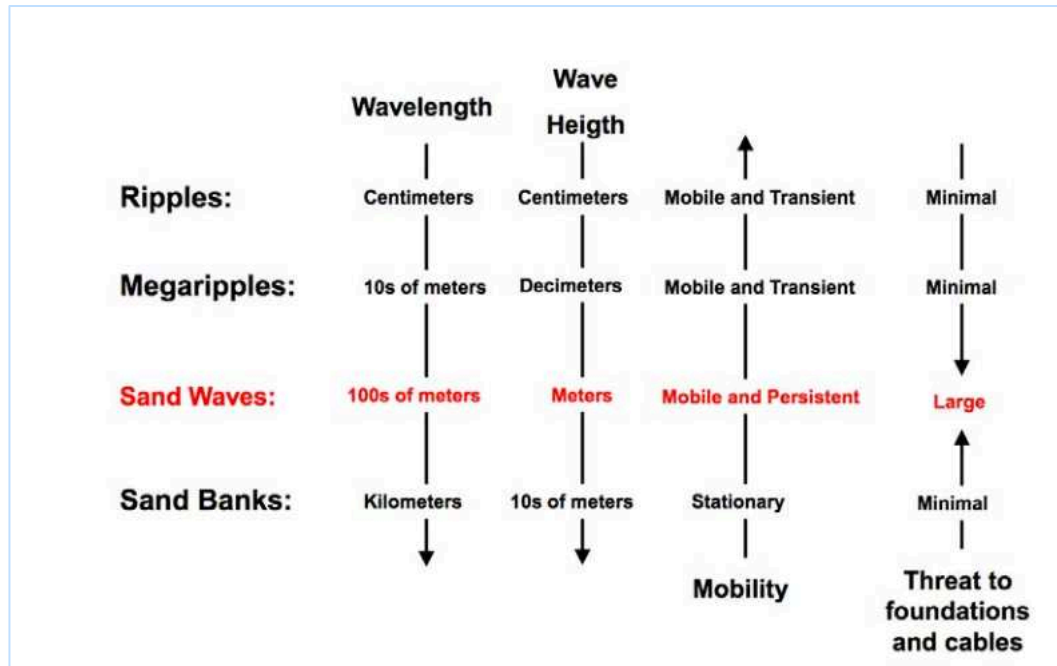 Wavelength
Wave
Heigth
Ripples: Centimeters Centimeters Mobile and Transient Minimal
Megaripples: 10s of meters Decimeters Mobile and Transient Minimal
Sand Waves: 100s of meters Meters Mobile and Persistent Large
Sand Banks: Kilometers 10s of meters Stationary Minimal
Mobility
Threat to
foundations
and cables